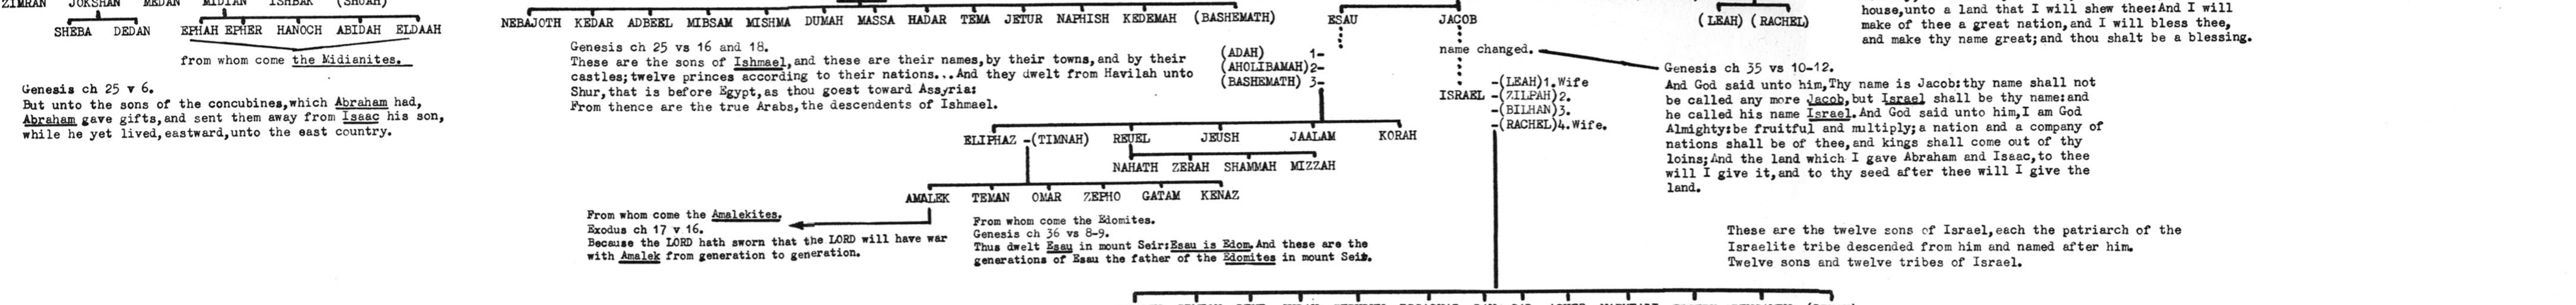 ZIMRAN JOKSHAN MEDAN MIDIAN ISHBAK (SHUAH)
SHEBA DEDAN EPHAH EPHER HANOCH ABIDAH ELDAAH
from whom come the Midianites.
Genesis ch 25 v 6.
But unto the sons of the concubines,which Abraham had,
Abraham gave gifts,and sent them away from Isaac his son,
while he yet lived,eastward,unto the east country.
NEBAJOTH KEDAR ADBEEL MIBSAM MISHMA DUMAH MASSA HADAR TEMA JETUR NAPHISH KEDEMAH (BASHEMATH)
Genesis ch 25 vs 16 and 18.
These are the sons of Ishmael,and these are their names,by their towns,and by their
castles;twelve princes according to their nations...And they dwelt from Havilah unto
Shur,that is before Egypt,as thou goest toward Assyria:
From thence are the true Arabs,the descendents of Ishmael.
ESAU JACOB
(ADAH) 1-
(AHOLIBAMAH)2-
(BASHEMATH) 3-
name changed.
ISRAEL
-(LEAH)1.Wife
-(ZILPAH)2.
-(BILHAN)3.
-(RACHEL)4.Wife.
ELIPHAZ -(TIMNAH) REUEL JEUSH JAALAM KORAH
NAHATH ZERAH SHAMMAH MIZZAH
AMALEK TEMAN OMAR ZEPHO GATAM KENAZ
From whom come the Amalekites.
Exodus ch 17 v 16.
Because the LORD hath sworn that the LORD will have war
with Amalek from generation to generation.
From whom come the Edomites.
Genesis ch 36 vs 8-9.
Thus dwelt Esau in mount Seir:Esau is Edom.And these are the
generations of Esau the father of the Edomites in mount Seir.
(LEAH) (RACHEL)
house,unto a land that I will shew thee:And I will
make of thee a great nation,and I will bless thee,
and make thy name great;and thou shalt be a blessing.
Genesis ch 35 vs 10-12.
And God said unto him,Thy name is Jacob:thy name shall not
be called any more Jacob,but Israel shall be thy name:and
he called his name Israel.And God said unto him,I am God
Almighty:be fruitful and multiply;a nation and a company of
nations shall be of thee,and kings shall come out of thy
loins;And the land which I gave Abraham and Isaac,to thee
will I give it,and to thy seed after thee will I give the
land.
These are the twelve sons of Israel,each the patriarch of the
Israelite tribe descended from him and named after him.
Twelve sons and twelve tribes of Israel.